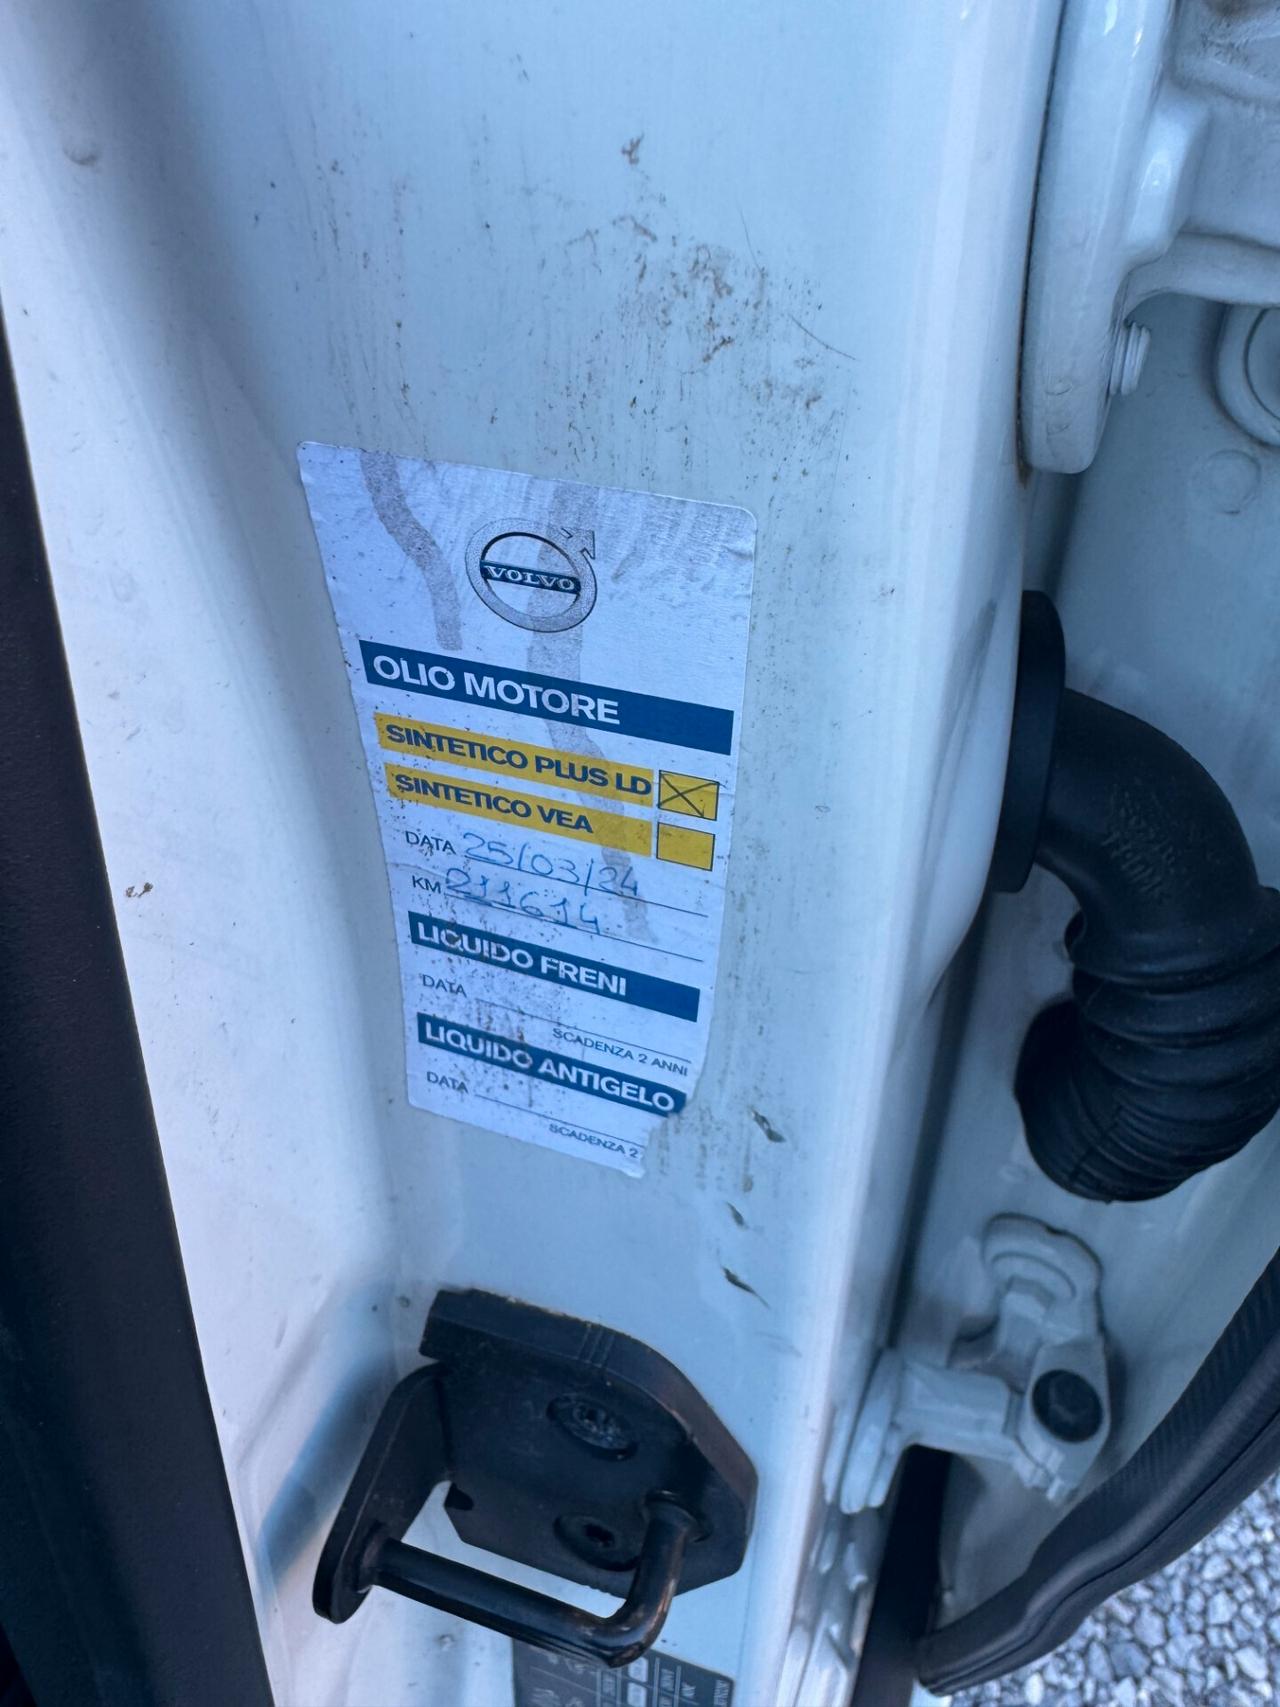 VOLVO
OLIO MOTORE
SINTETICO PLUS LD
SINTETICO VEA
DATA 25/03/24
KM 211614
LIQUIDO FRENI
DATA
SCADENZA 2 ANNI
LIQUIDO ANTIGELO
DATA
SCADENZA 2